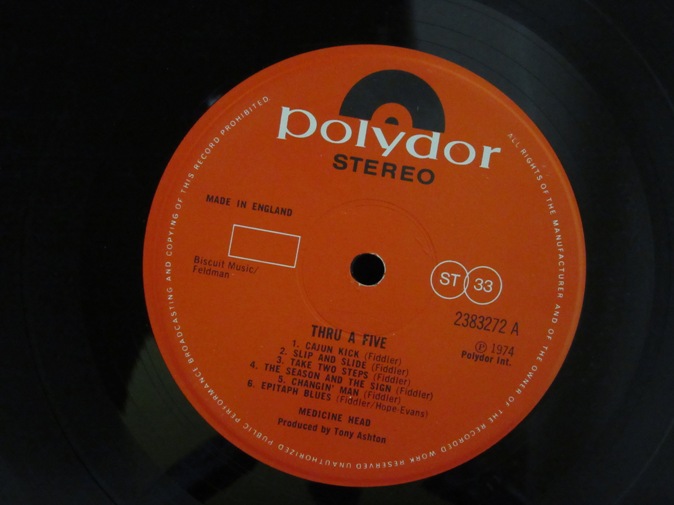 polydor
STEREO
MADE IN ENGLAND
Biscuit Music/
Feldman
ST 33
2383272 A
℗ 1974
Polydor Int.
THRU A FIVE
1. CAJUN KICK (Fiddler)
2. SLIP AND SLIDE (Fiddler)
3. TAKE TWO STEPS (Fiddler)
4. THE SEASON AND THE SIGN (Fiddler)
5. CHANGIN' MAN (Fiddler)
6. EPITAPH BLUES (Fiddler/Hope-Evans)
MEDICINE HEAD
Produced by Tony Ashton
ALL RIGHTS OF THE MANUFACTURER AND OF THE OWNER OF THE RECORDED WORK RESERVED UNAUTHORIZED PUBLIC PERFORMANCE BROADCASTING AND COPYING OF THIS RECORD PROHIBITED